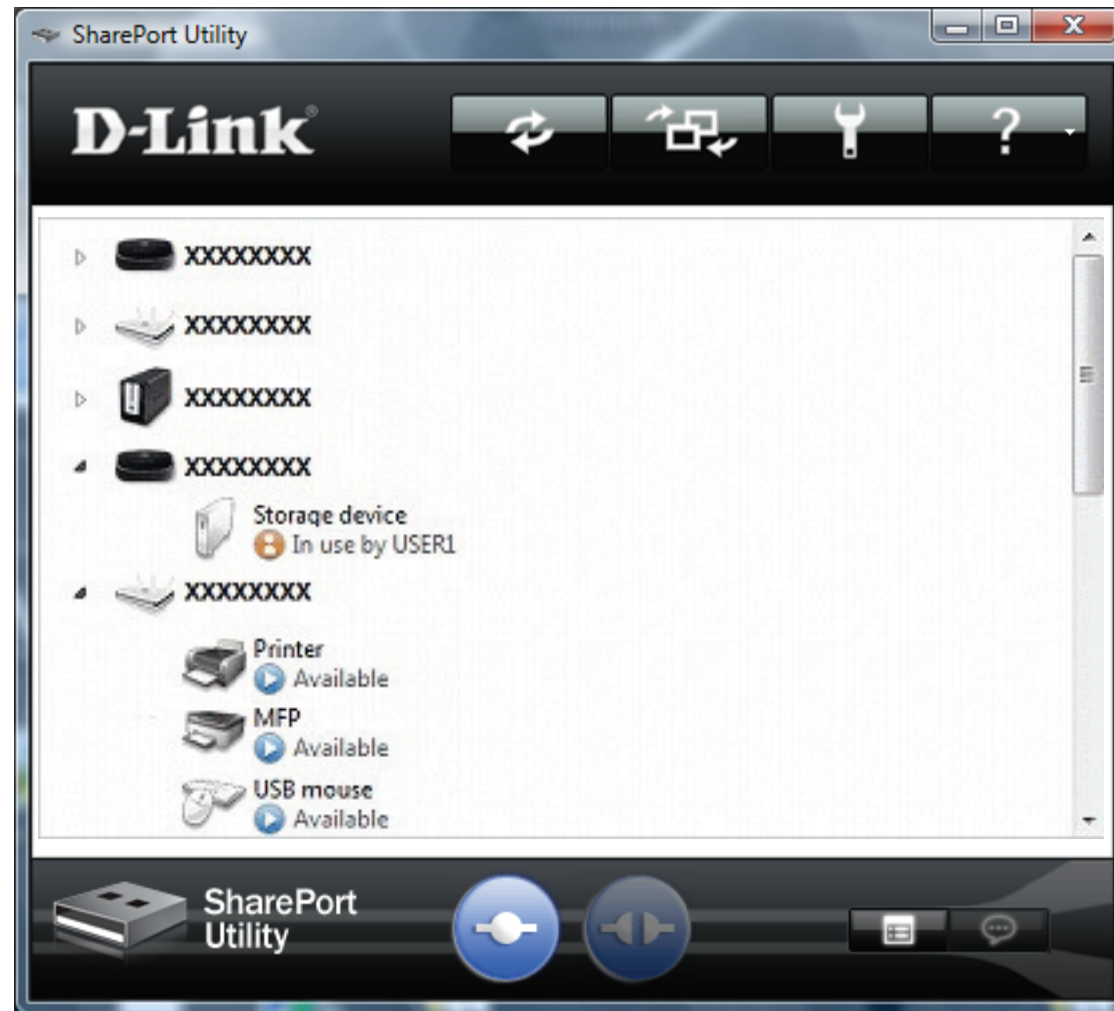 SharePort Utility
D-Link®
?
XXXXXXXX
XXXXXXXX
XXXXXXXX
XXXXXXXX
Storage device
In use by USER1
XXXXXXXX
Printer
Available
MFP
Available
USB mouse
Available
SharePort
Utility